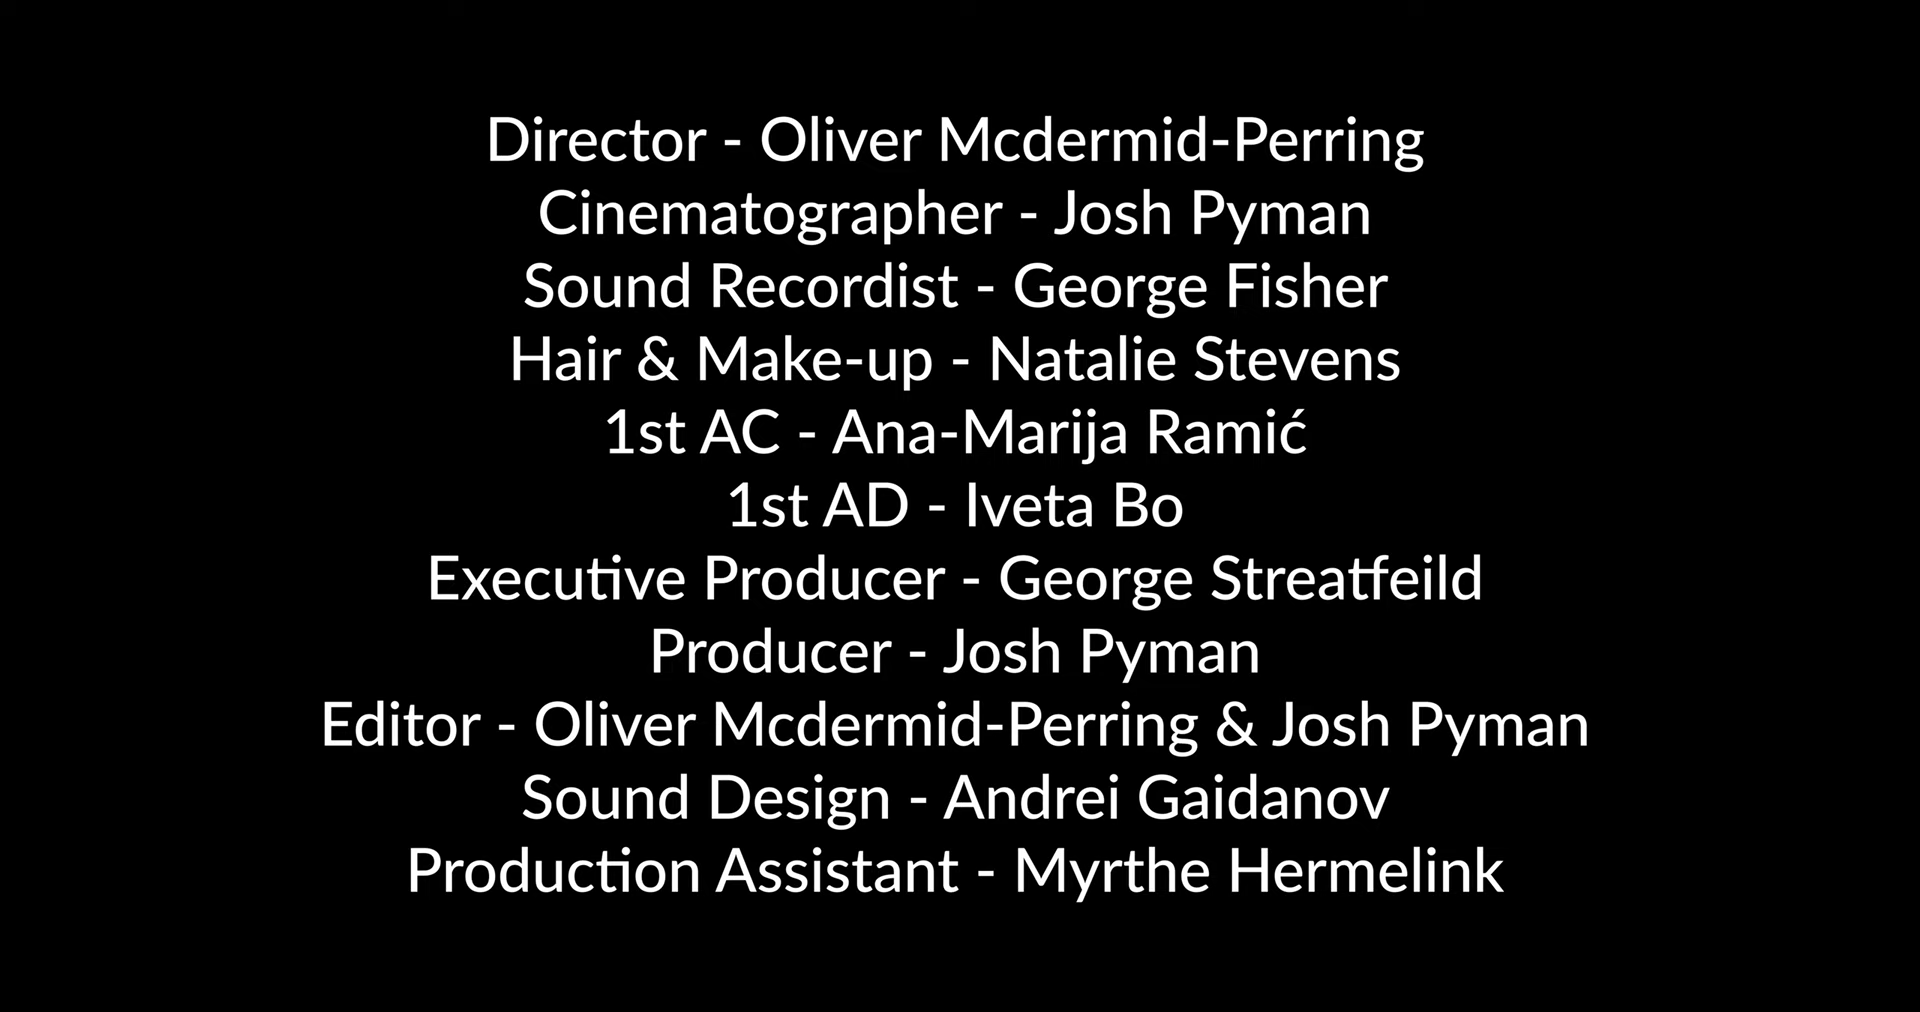 Director - Oliver Mcdermid-Perring
Cinematographer - Josh Pyman
Sound Recordist - George Fisher
Hair & Make-up - Natalie Stevens
1st AC - Ana-Marija Ramić
1st AD - Iveta Bo
Executive Producer - George Streatfeild
Producer - Josh Pyman
Editor - Oliver Mcdermid-Perring & Josh Pyman
Sound Design - Andrei Gaidanov
Production Assistant - Myrthe Hermelink